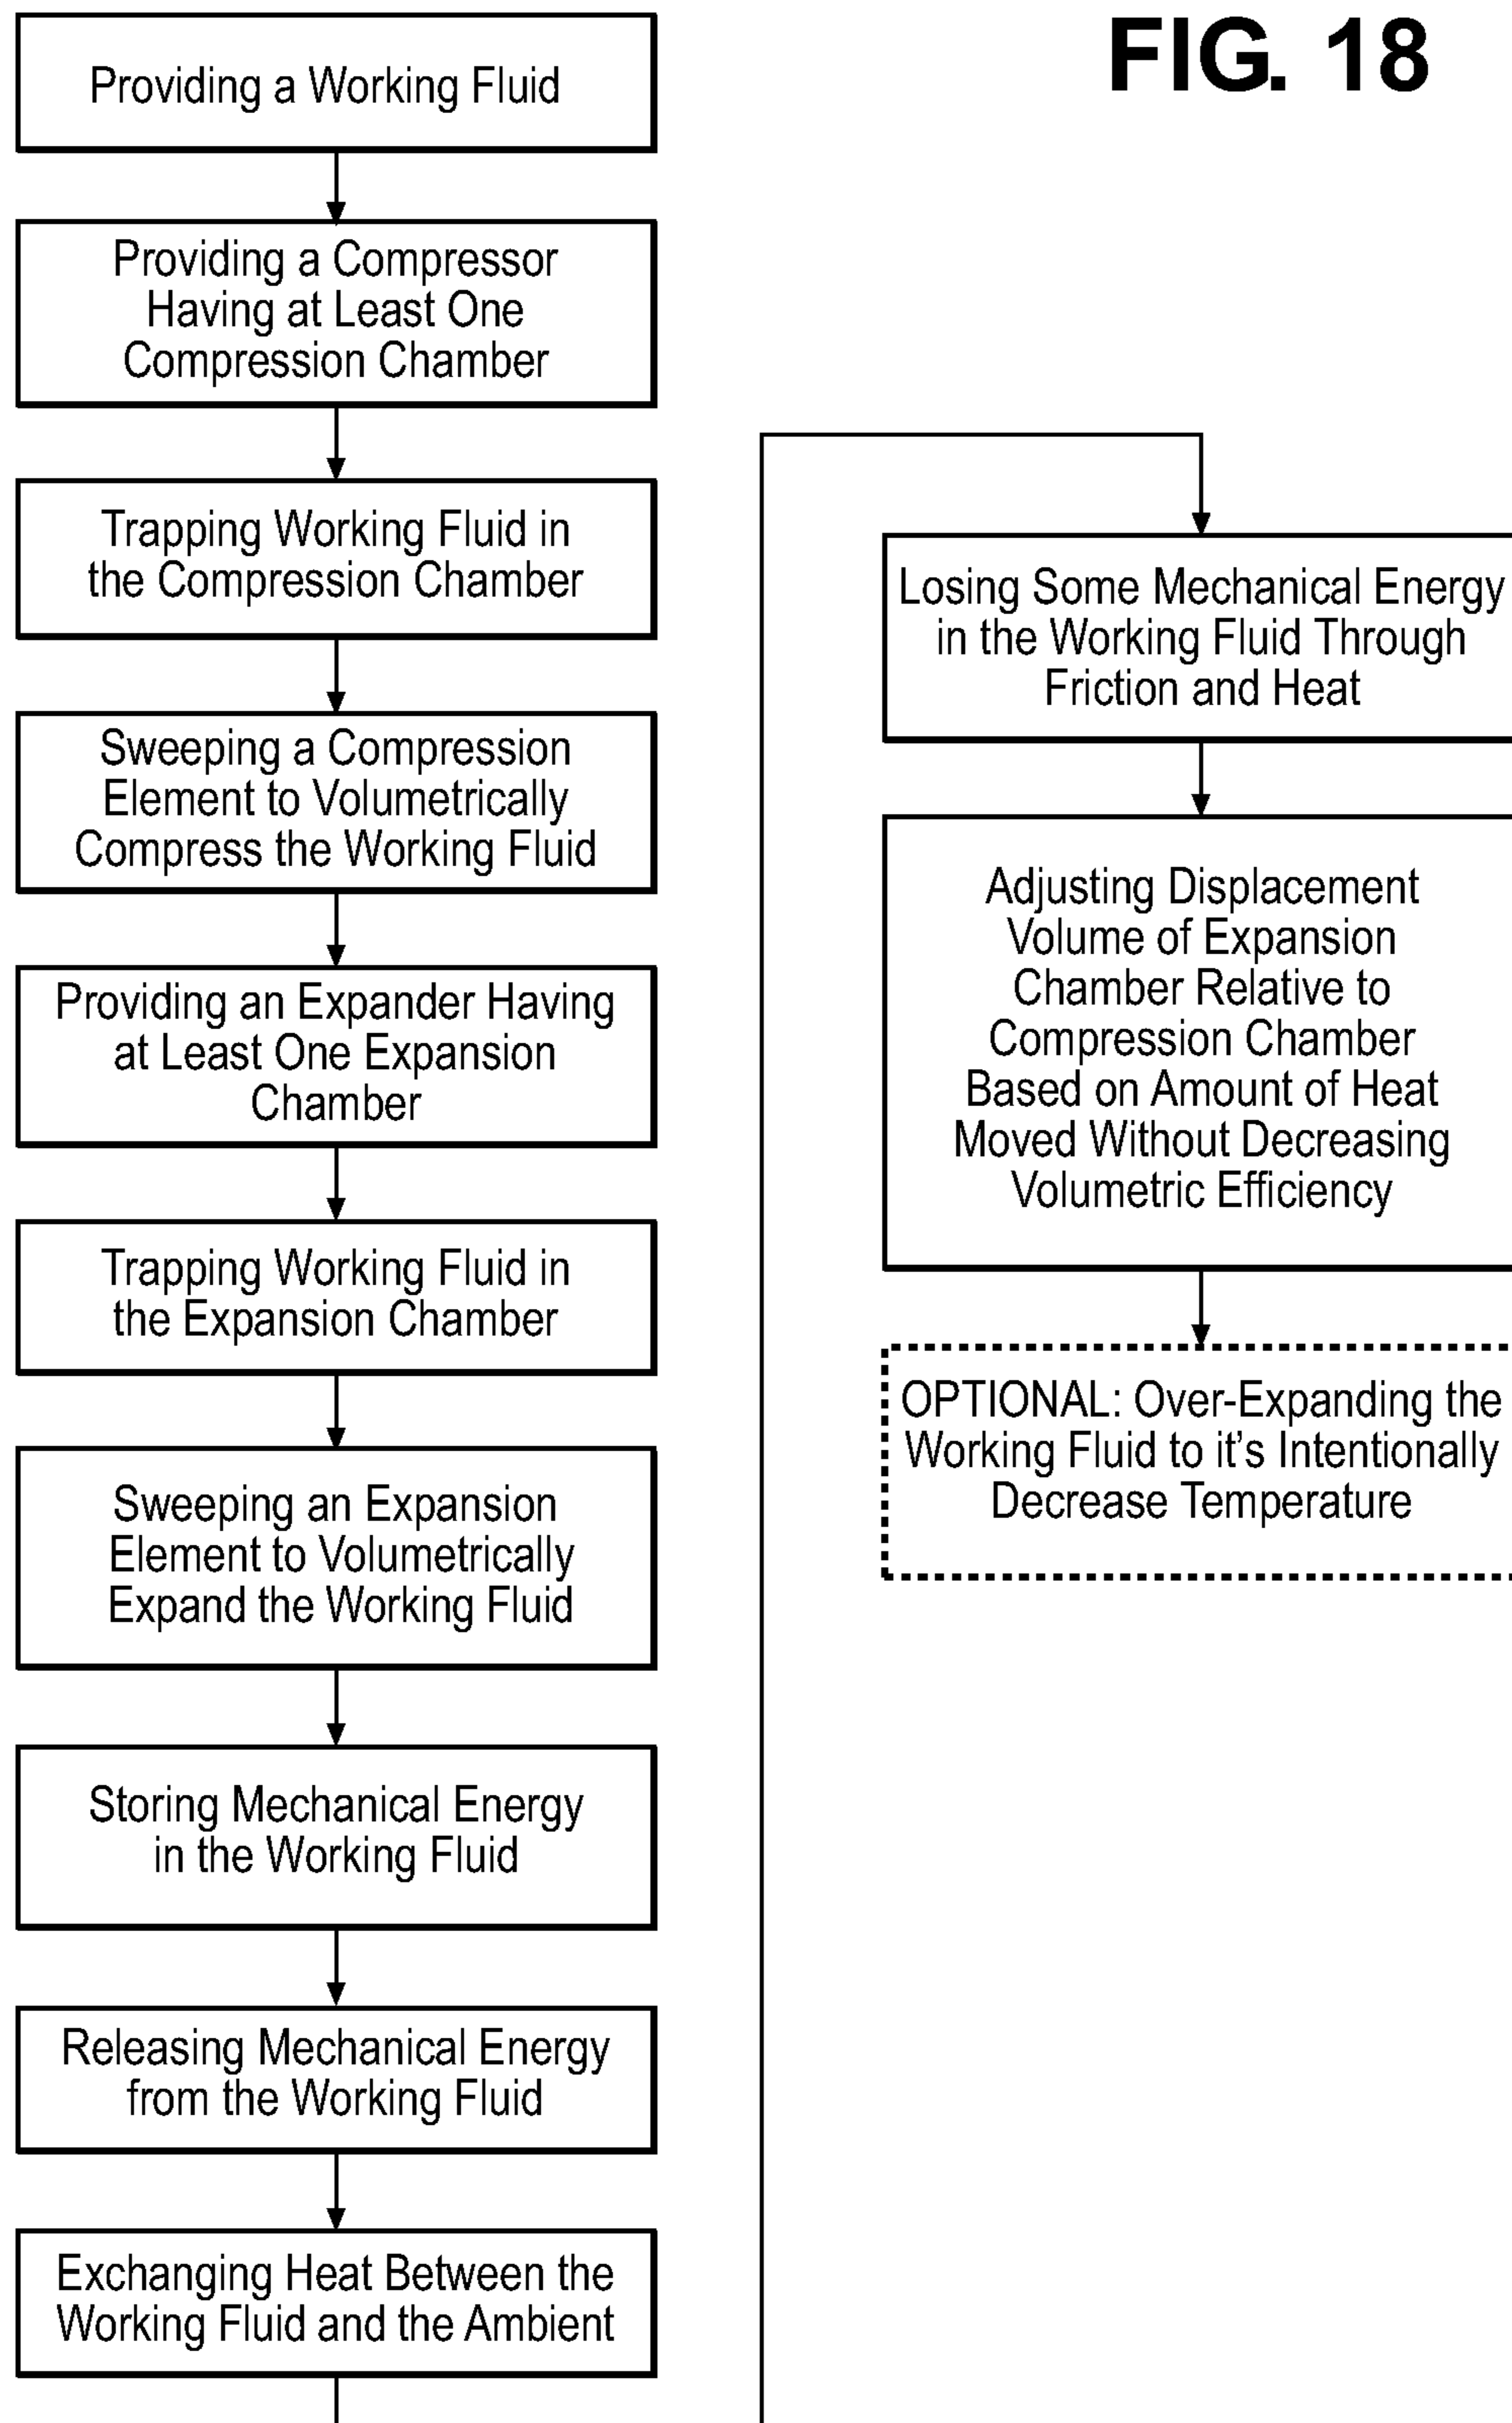 FIG. 18
Providing a Working Fluid
Providing a Compressor
Having at Least One
Compression Chamber
Trapping Working Fluid in
the Compression Chamber
Sweeping a Compression
Element to Volumetrically
Compress the Working Fluid
Providing an Expander Having
at Least One Expansion
Chamber
Trapping Working Fluid in
the Expansion Chamber
Sweeping an Expansion
Element to Volumetrically
Expand the Working Fluid
Storing Mechanical Energy
in the Working Fluid
Releasing Mechanical Energy
from the Working Fluid
Exchanging Heat Between the
Working Fluid and the Ambient
Losing Some Mechanical Energy
in the Working Fluid Through
Friction and Heat
Adjusting Displacement
Volume of Expansion
Chamber Relative to
Compression Chamber
Based on Amount of Heat
Moved Without Decreasing
Volumetric Efficiency
OPTIONAL: Over-Expanding the
Working Fluid to it's Intentionally
Decrease Temperature